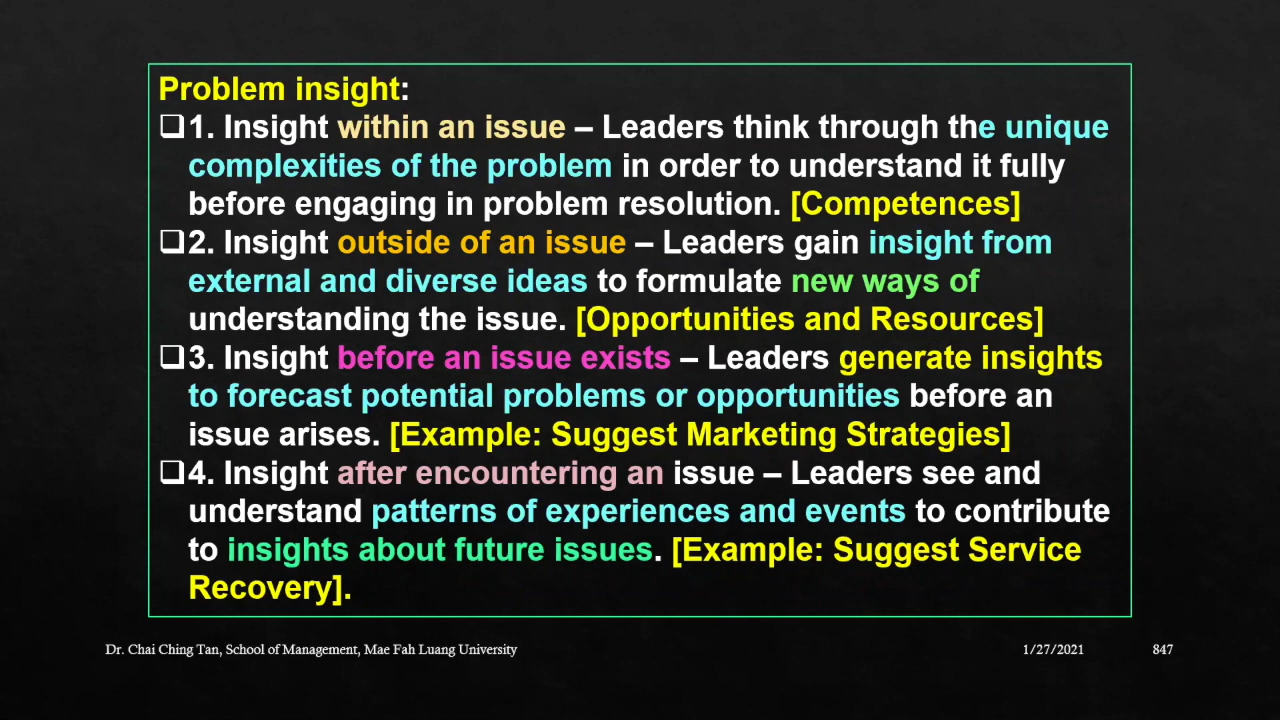 Problem insight:
❑1. Insight within an issue – Leaders think through the unique
complexities of the problem in order to understand it fully
before engaging in problem resolution. [Competences]
❑2. Insight outside of an issue – Leaders gain insight from
external and diverse ideas to formulate new ways of
understanding the issue. [Opportunities and Resources]
❑3. Insight before an issue exists – Leaders generate insights
to forecast potential problems or opportunities before an
issue arises. [Example: Suggest Marketing Strategies]
❑4. Insight after encountering an issue – Leaders see and
understand patterns of experiences and events to contribute
to insights about future issues. [Example: Suggest Service
Recovery].
Dr. Chai Ching Tan, School of Management, Mae Fah Luang University 1/27/2021 847